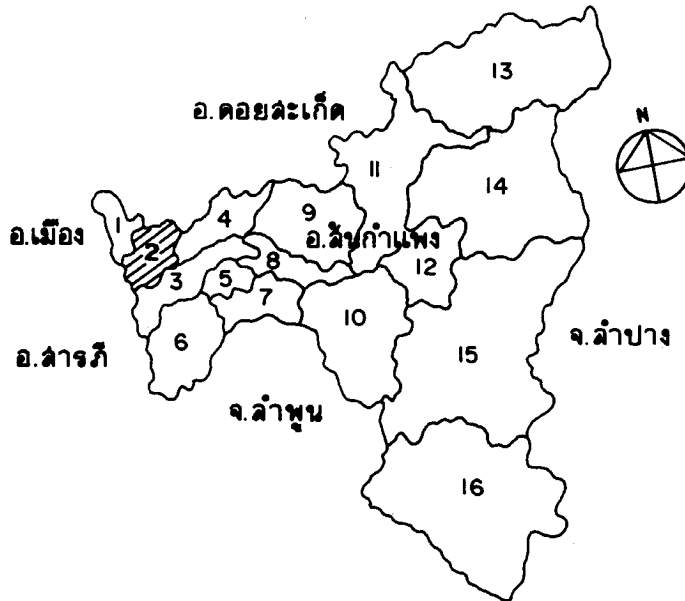 13
อ.ดอยสะเก็ด
N
11
14
9
4
1
อ.เมือง
อ.สันกำแพง
2
8
12
3
5
7
10
6
จ.ลำปาง
15
อ.สารภี
จ.ลำพูน
16